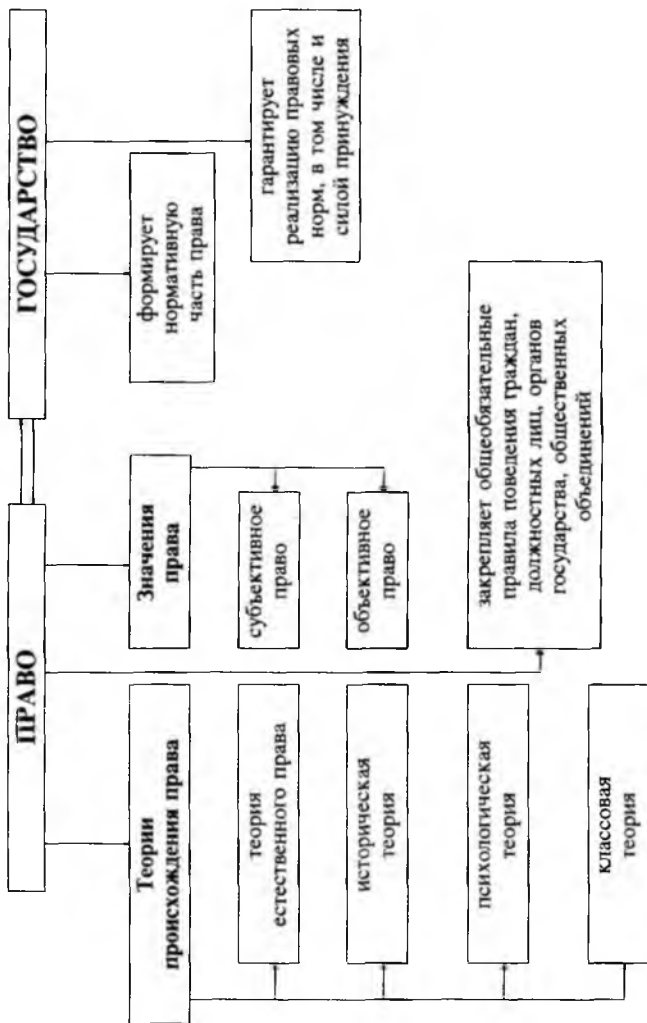 ПРАВО
ГОСУДАРСТВО
Теории
происхождения права
Значения
права
формирует
нормативную
часть права
гарантирует
реализацию правовых
норм, в том числе и
силой принуждения
теория
естественного права
историческая
теория
психологическая
теория
классовая
теория
субъективное
право
объективное
право
закрепляет общеобязательные
правила поведения граждан,
должностных лиц, органов
государства, общественных
объединений